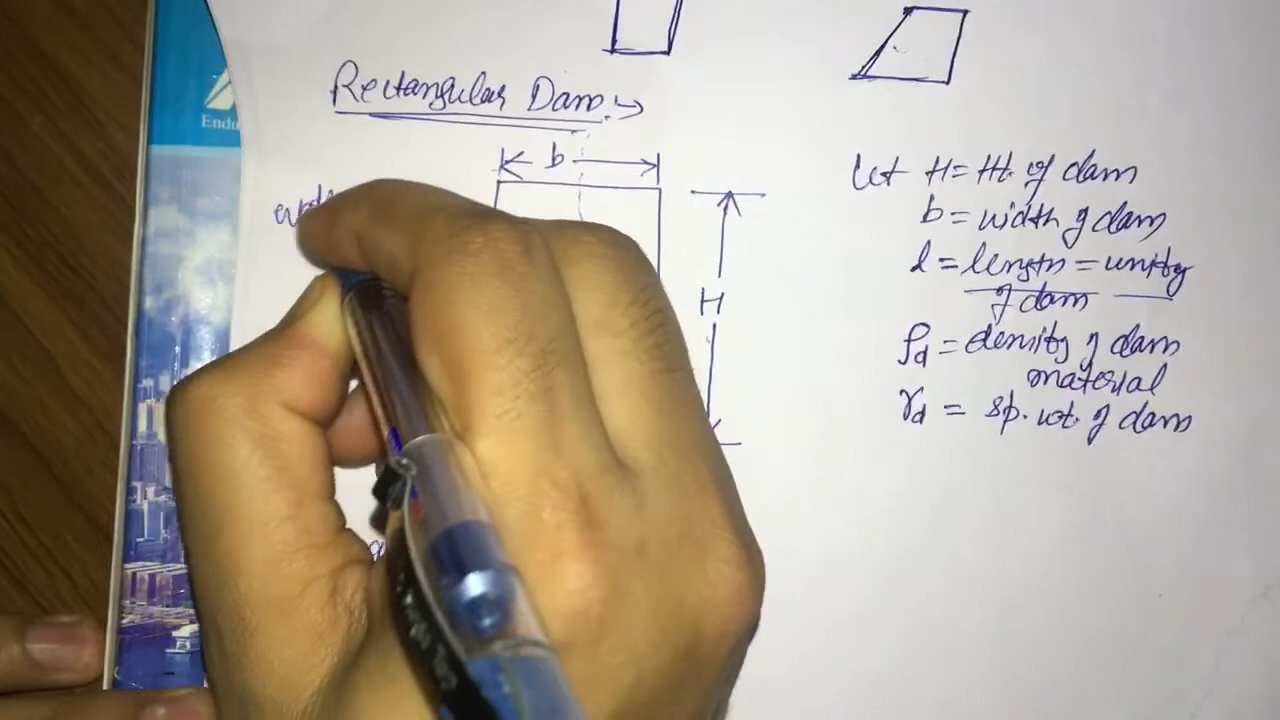 Endu
Rectangular Dam :→
b
H
Let H = Ht. of dam
b = width of dam
l = length = unity
of dam
ρd = density of dam
material
γd = sp. wt. of dam